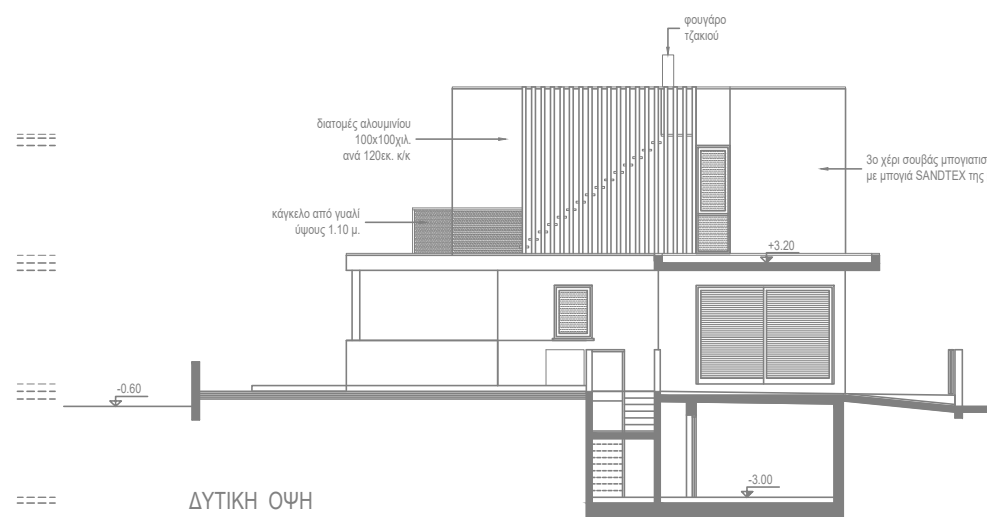 φουγάρο
τζακιού
διατομές αλουμινίου
100x100χιλ.
ανά 120εκ. κ/κ
3ο χέρι σουβάς μπογιατισ
με μπογιά SANDTEX της
κάγκελο από γυαλί
ύψους 1.10 μ.
+3.20
-0.60
-3.00
ΔΥΤΙΚΗ ΟΨΗ